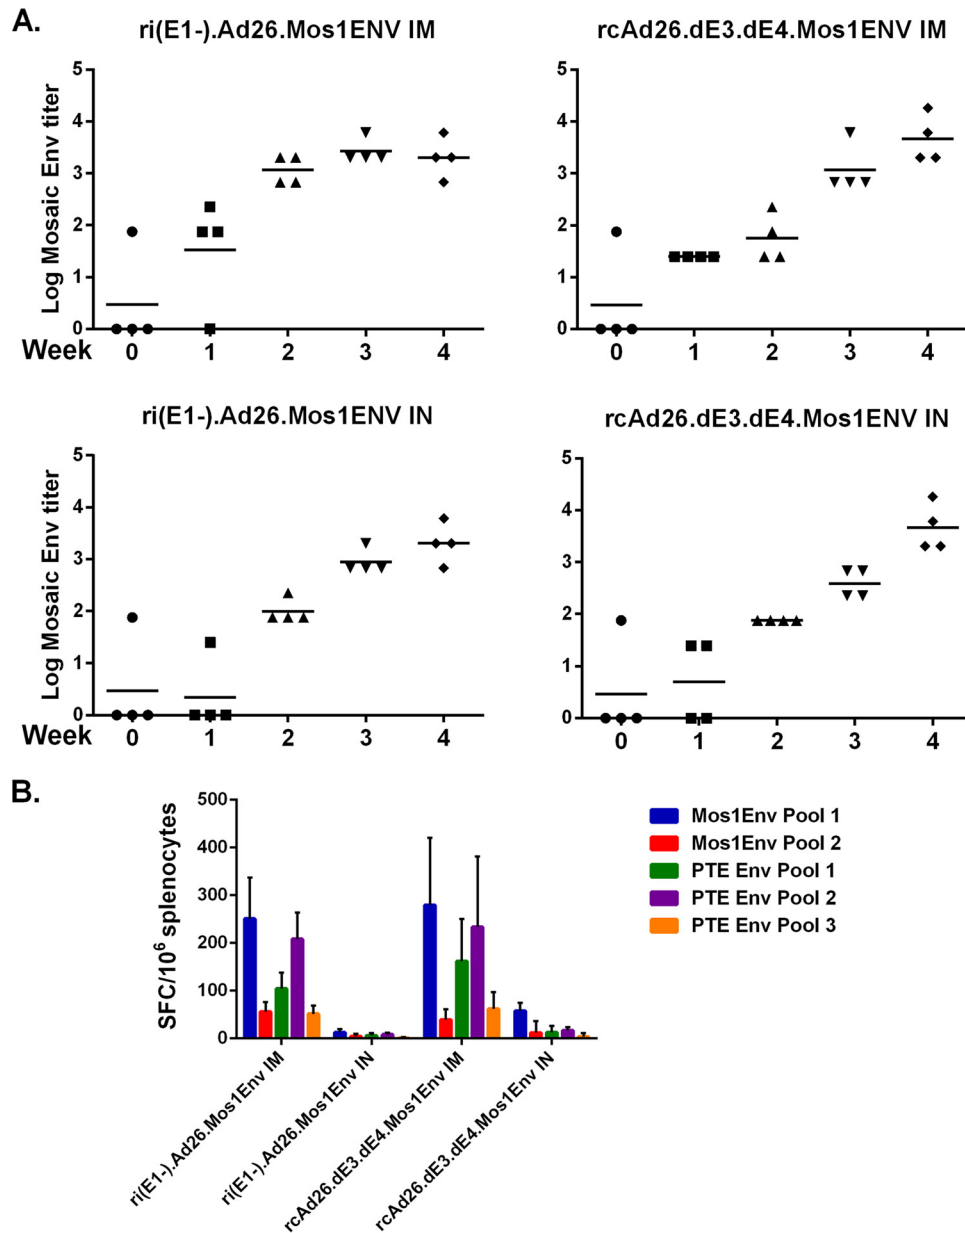 A.
ri(E1-).Ad26.Mos1ENV IM
rcAd26.dE3.dE4.Mos1ENV IM
Log Mosaic Env titer
5
4
3
2
1
0
Week
0 1 2 3 4
5
4
3
2
1
0
0 1 2 3 4
ri(E1-).Ad26.Mos1ENV IN
rcAd26.dE3.dE4.Mos1ENV IN
Log Mosaic Env titer
5
4
3
2
1
0
Week
0 1 2 3 4
5
4
3
2
1
0
0 1 2 3 4
B.
SFC/10⁶ splenocytes
500
400
300
200
100
0
ri(E1-).Ad26.Mos1Env IM
ri(E1-).Ad26.Mos1Env IN
rcAd26.dE3.dE4.Mos1Env IM
rcAd26.dE3.dE4.Mos1Env IN
Mos1Env Pool 1
Mos1Env Pool 2
PTE Env Pool 1
PTE Env Pool 2
PTE Env Pool 3